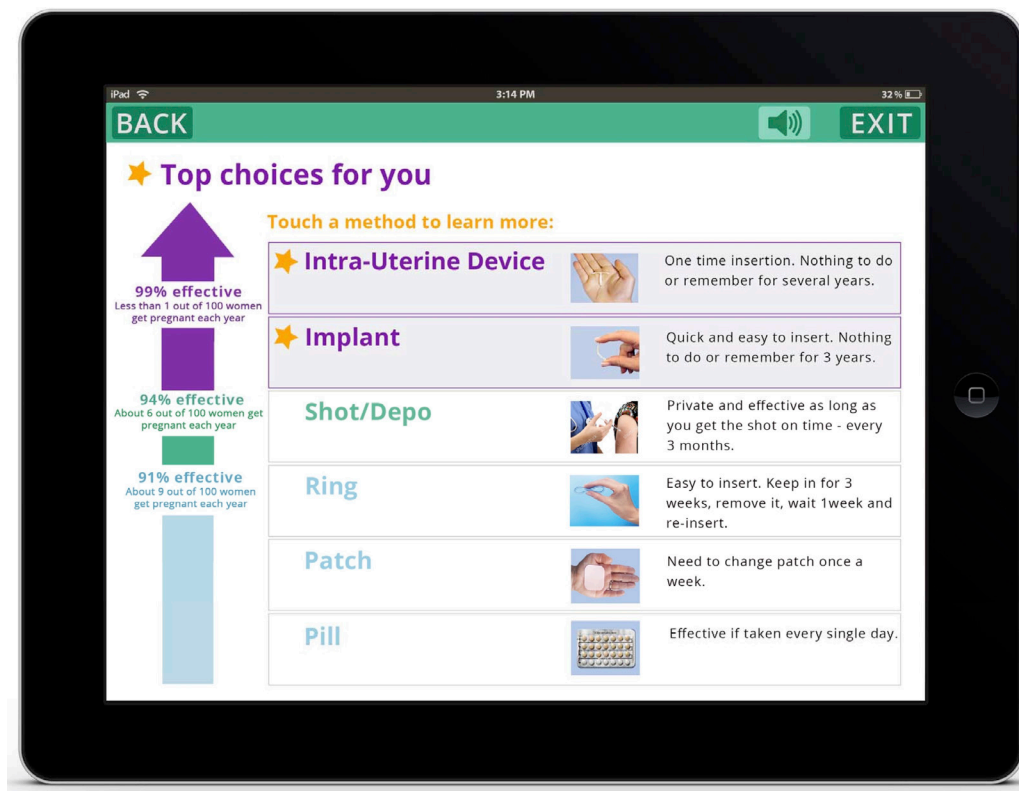 iPad
3:14 PM
32%
BACK
EXIT
Top choices for you
Touch a method to learn more:
99% effective
Less than 1 out of 100 women
get pregnant each year
94% effective
About 6 out of 100 women get
pregnant each year
91% effective
About 9 out of 100 women
get pregnant each year
Intra-Uterine Device
One time insertion. Nothing to do
or remember for several years.
Implant
Quick and easy to insert. Nothing
to do or remember for 3 years.
Shot/Depo
Private and effective as long as
you get the shot on time - every
3 months.
Ring
Easy to insert. Keep in for 3
weeks, remove it, wait 1week and
re-insert.
Patch
Need to change patch once a
week.
Pill
Effective if taken every single day.